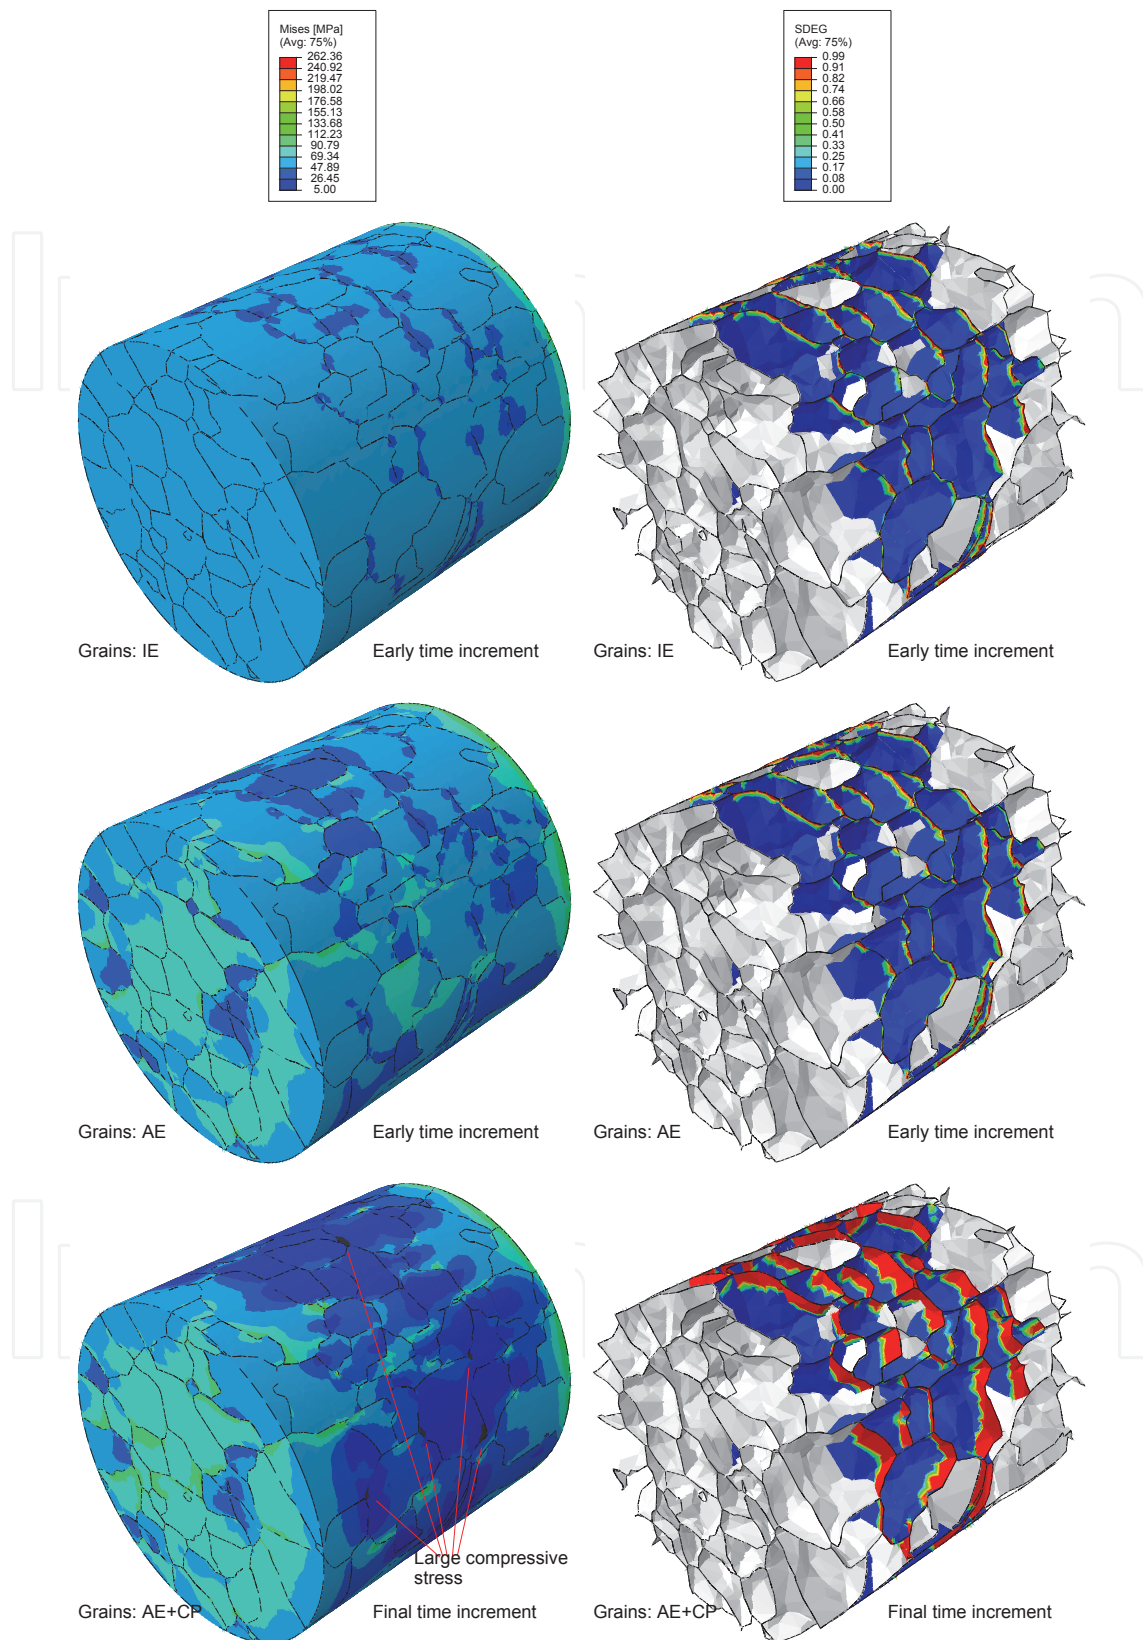 Mises [MPa]
(Avg: 75%)
262.36
240.92
219.47
198.02
176.58
155.13
133.68
112.23
90.79
69.34
47.89
26.45
5.00
SDEG
(Avg: 75%)
0.99
0.91
0.82
0.74
0.66
0.58
0.50
0.41
0.33
0.25
0.17
0.08
0.00
Grains: IE
Early time increment
Grains: IE
Early time increment
Grains: AE
Early time increment
Grains: AE
Early time increment
Large compressive
stress
Grains: AE+CP
Final time increment
Grains: AE+CP
Final time increment